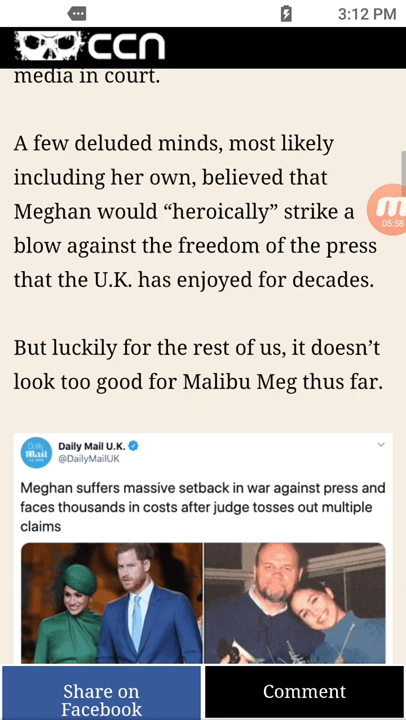 3:12 PM
ccn
media in court.
A few deluded minds, most likely
including her own, believed that
Meghan would “heroically” strike a
blow against the freedom of the press
that the U.K. has enjoyed for decades.
05:58
But luckily for the rest of us, it doesn’t
look too good for Malibu Meg thus far.
Daily Mail
Daily Mail U.K.
@DailyMailUK
Meghan suffers massive setback in war against press and
faces thousands in costs after judge tosses out multiple
claims
Share on
Facebook
Comment